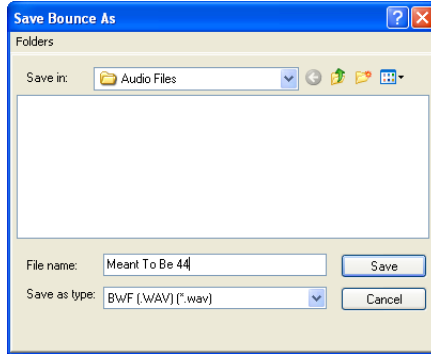 Save Bounce As
Folders
Save in: Audio Files
File name: Meant To Be 44
Save
Save as type: BWF (.WAV) (*.wav)
Cancel